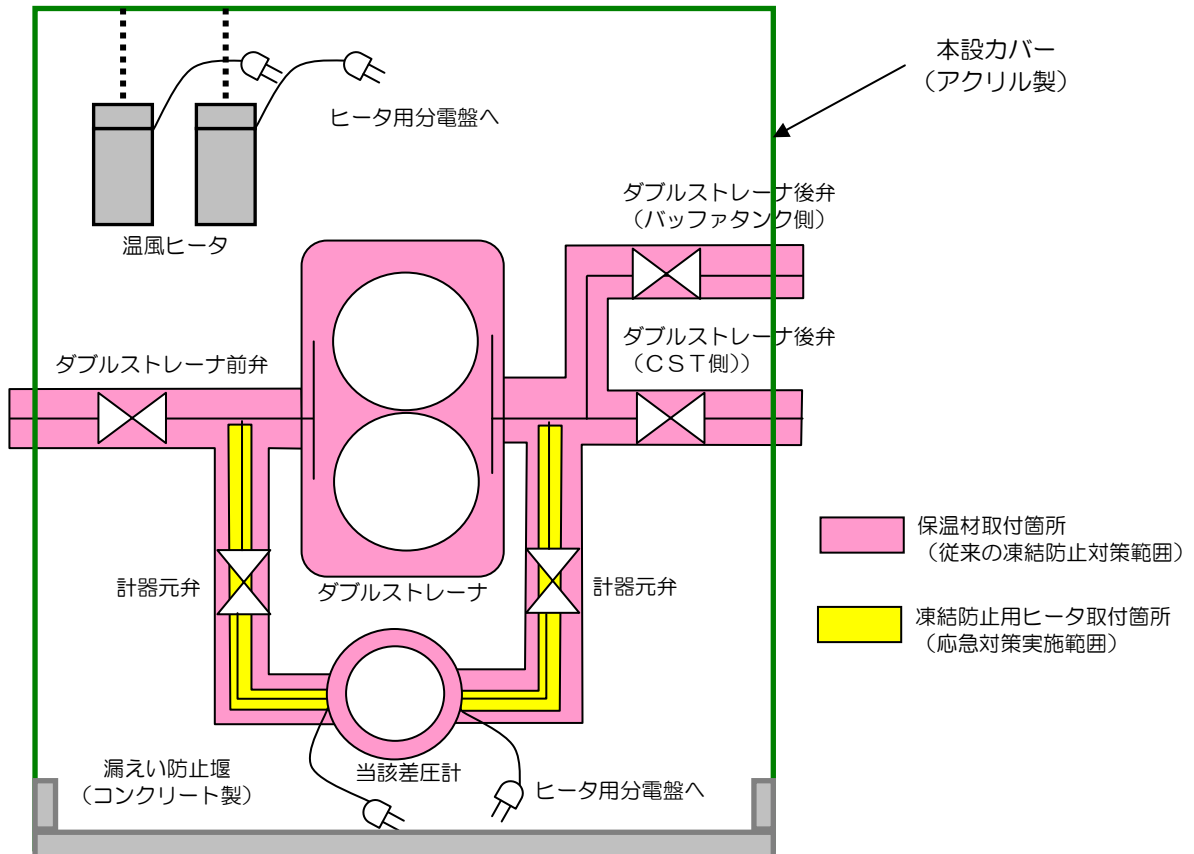 本設カバー
（アクリル製）
ヒータ用分電盤へ
温風ヒータ
ダブルストレーナ後弁
（バッファタンク側）
ダブルストレーナ後弁
（ＣＳＴ側））
ダブルストレーナ前弁
保温材取付箇所
（従来の凍結防止対策範囲）
計器元弁
ダブルストレーナ
計器元弁
凍結防止用ヒータ取付箇所
（応急対策実施範囲）
漏えい防止堰
（コンクリート製）
当該差圧計
ヒータ用分電盤へ